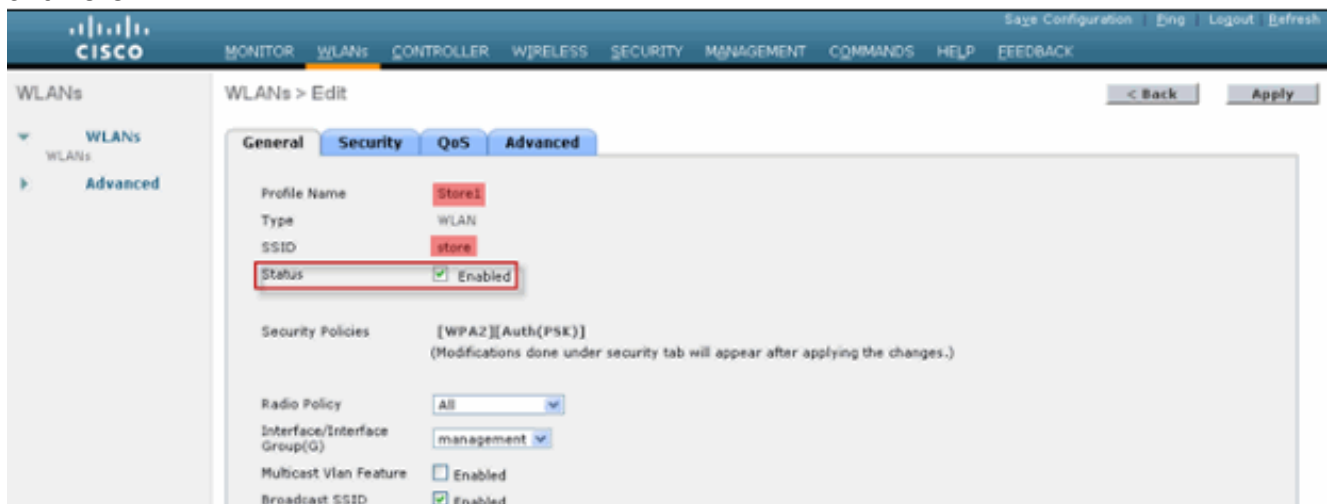 Save Configuration | Ping | Logout | Refresh
CISCO
MONITOR WLANs CONTROLLER WIRELESS SECURITY MANAGEMENT COMMANDS HELP FEEDBACK
WLANs
WLANs > Edit
< Back
Apply
WLANs
WLANs
Advanced
General
Security
QoS
Advanced
Profile Name Store1
Type WLAN
SSID store
Status Enabled
Security Policies [WPA2][Auth(PSK)]
(Modifications done under security tab will appear after applying the changes.)
Radio Policy All
Interface/Interface
Group(G) management
Multicast Vlan Feature Enabled
Broadcast SSID Enabled